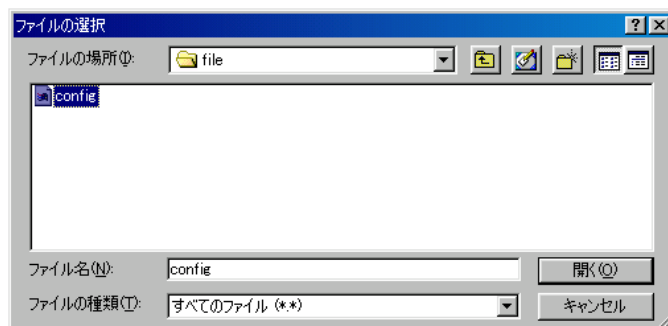 ファイルの選択
ファイルの場所(I):
file
config
ファイル名(N):
config
開く(O)
ファイルの種類(T):
すべてのファイル (*.*)
キャンセル